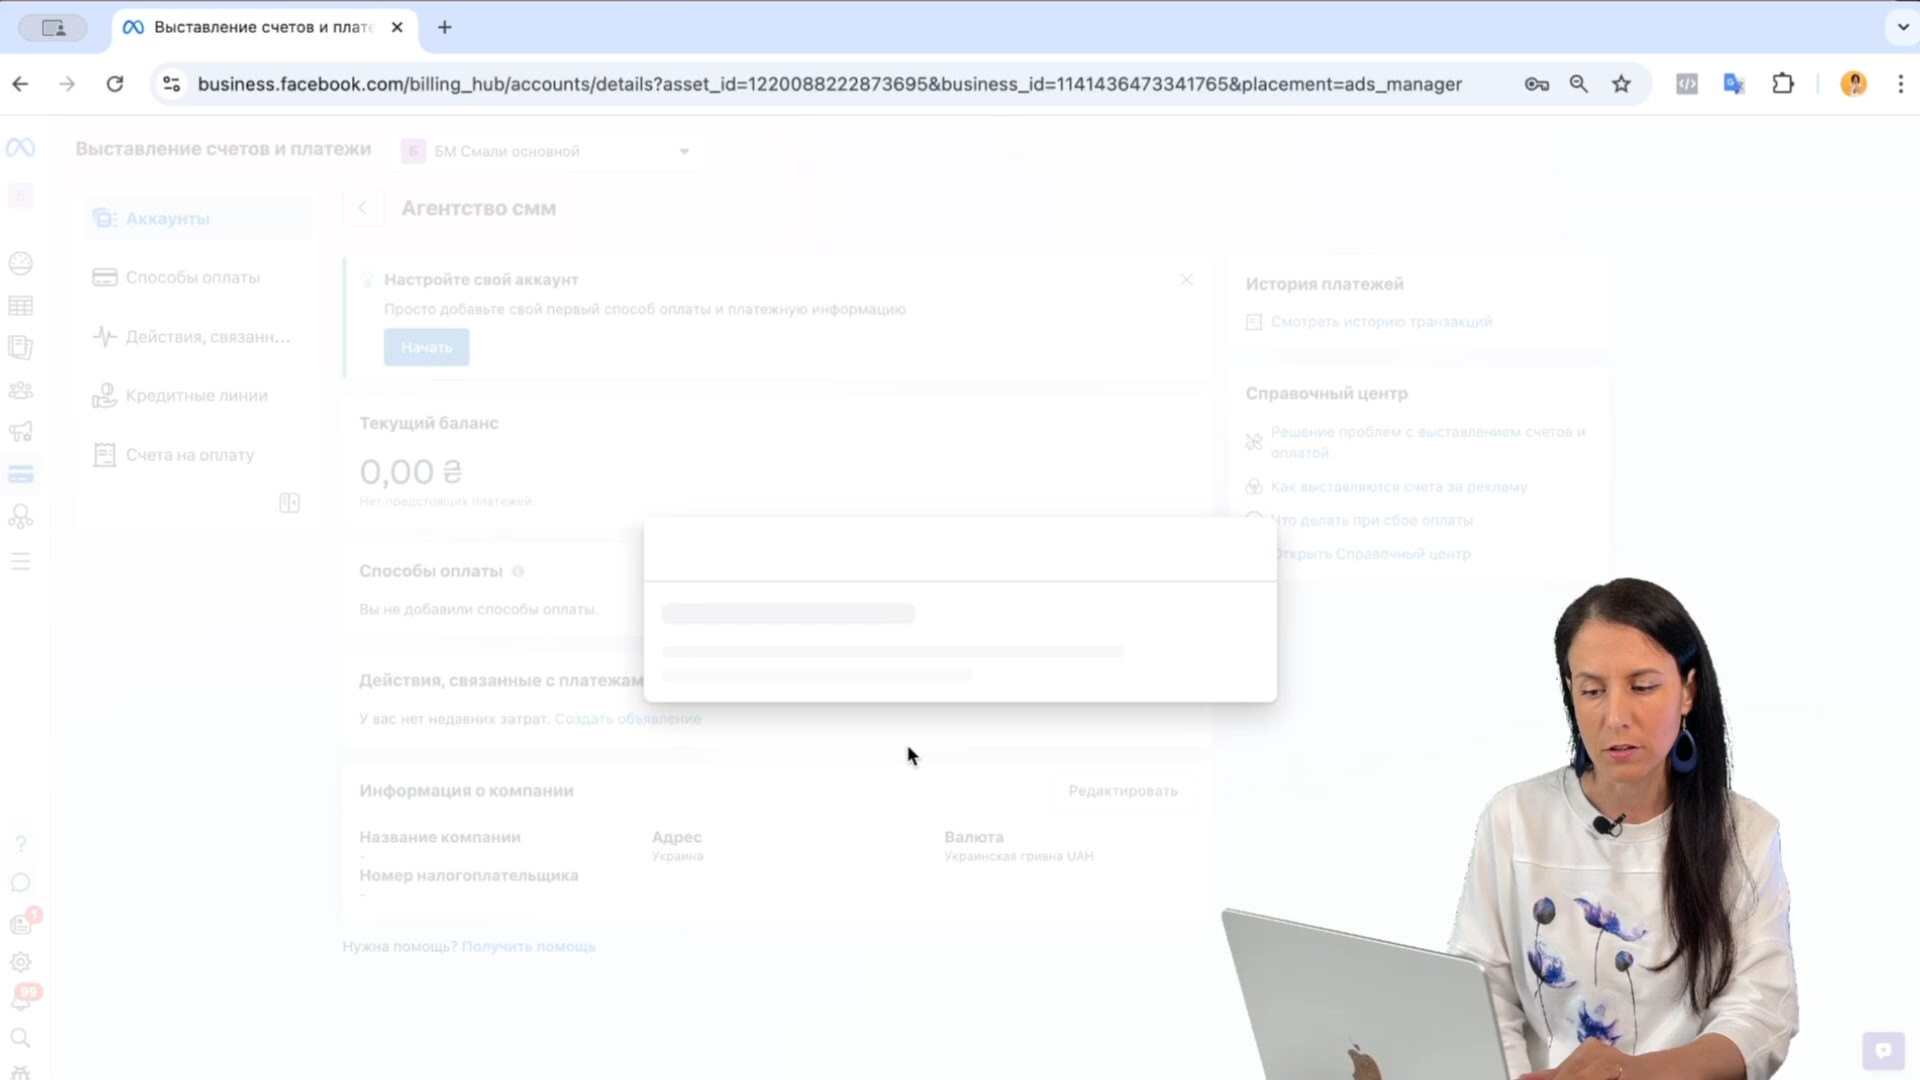 Выставление счетов и плате
business.facebook.com/billing_hub/accounts/details?asset_id=1220088222873695&business_id=1141436473341765&placement=ads_manager
Выставление счетов и платежи
Б
БМ Смали основной
Б
Аккаунты
Способы оплаты
Действия, связанн...
Кредитные линии
Счета на оплату
Агентство смм
Настройте свой аккаунт
Просто добавьте свой первый способ оплаты и платежную информацию
Начать
Текущий баланс
0,00 ₴
Нет предстоящих платежей.
Способы оплаты
Вы не добавили способы оплаты.
Действия, связанные с платежам
У вас нет недавних затрат. Создать объявление
Информация о компании
Редактировать
Название компании
-
Адрес
Украина
Валюта
Украинская гривна UAH
Номер налогоплательщика
-
Нужна помощь? Получить помощь
История платежей
Смотреть историю транзакций
Справочный центр
Решение проблем с выставлением счетов и
оплатой
Как выставляются счета за рекламу
Что делать при сбое оплаты
Открыть Справочный центр
1
99